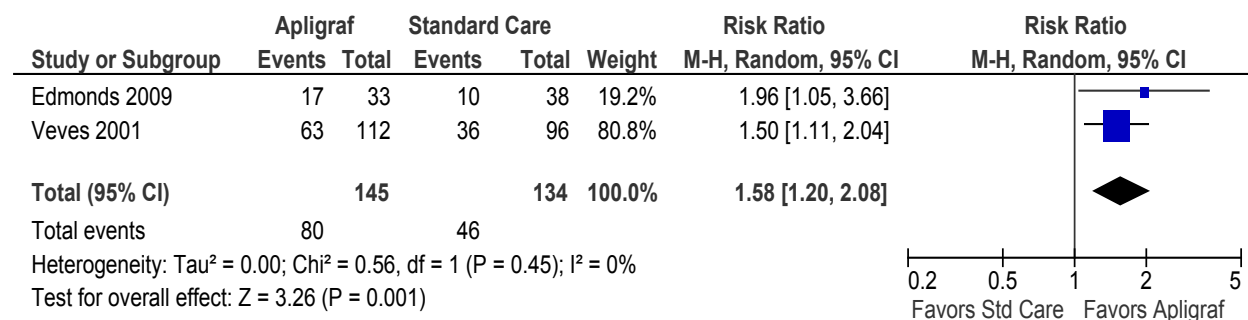 Apligraf Standard Care Risk Ratio Risk Ratio
Study or Subgroup Events Total Events Total Weight M-H, Random, 95% CI M-H, Random, 95% CI
Edmonds 2009 17 33 10 38 19.2% 1.96 [1.05, 3.66]
Veves 2001 63 112 36 96 80.8% 1.50 [1.11, 2.04]
Total (95% CI) 145 134 100.0% 1.58 [1.20, 2.08]
Total events 80 46
Heterogeneity: Tau² = 0.00; Chi² = 0.56, df = 1 (P = 0.45); I² = 0%
Test for overall effect: Z = 3.26 (P = 0.001)
0.2 0.5 1 2 5
Favors Std Care Favors Apligraf